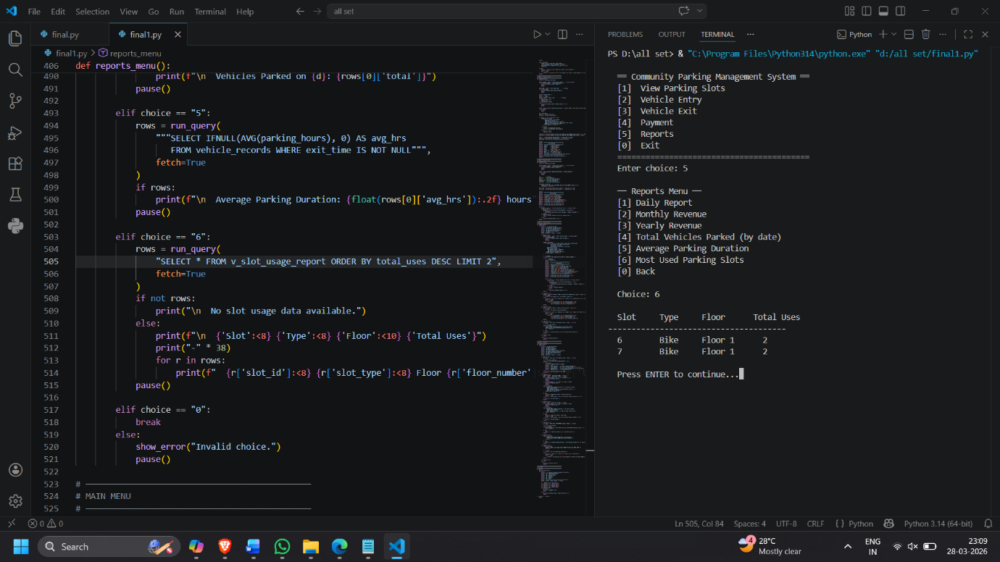 File Edit Selection View Go Run Terminal Help
all set
final.py
final1.py
final1.py > reports_menu
406 def reports_menu():
490 print(f"\n  Vehicles Parked on {d}: {rows[0]['total']}")
491 pause()
492
493 elif choice == "5":
494 rows = run_query(
495 """SELECT IFNULL(AVG(parking_hours), 0) AS avg_hrs
496 FROM vehicle_records WHERE exit_time IS NOT NULL""",
497 fetch=True
498 )
499 if rows:
500 print(f"\n  Average Parking Duration: {float(rows[0]['avg_hrs']):.2f} hours
501 pause()
502
503 elif choice == "6":
504 rows = run_query(
505 "SELECT * FROM v_slot_usage_report ORDER BY total_uses DESC LIMIT 2",
506 fetch=True
507 )
508 if not rows:
509 print("\n  No slot usage data available.")
510 else:
511 print(f"\n  {'Slot':<8} {'Type':<8} {'Floor':<10} {'Total Uses'}")
512 print("-" * 38)
513 for r in rows:
514 print(f"  {r['slot_id']:<8} {r['slot_type']:<8} Floor {r['floor_number'
515 pause()
516
517 elif choice == "0":
518 break
519 else:
520 show_error("Invalid choice.")
521 pause()
522
523 # ─────────────────────────────
524 # MAIN MENU
525 # ─────────────────────────────
PROBLEMS OUTPUT TERMINAL
Python
PS D:\all set> & "C:\Program Files\Python314\python.exe" "d:/all set/final1.py"
══ Community Parking Management System ══
[1] View Parking Slots
[2] Vehicle Entry
[3] Vehicle Exit
[4] Payment
[5] Reports
[0] Exit
=========================================
Enter choice: 5
── Reports Menu ──
[1] Daily Report
[2] Monthly Revenue
[3] Yearly Revenue
[4] Total Vehicles Parked (by date)
[5] Average Parking Duration
[6] Most Used Parking Slots
[0] Back
Choice: 6
Slot Type Floor Total Uses
--------------------------------------
6 Bike Floor 1 2
7 Bike Floor 1 2
Press ENTER to continue...
0 0
Ln 505, Col 84 Spaces: 4 UTF-8 CRLF {} Python Python 3.14 (64-bit)
Search
4
28°C
Mostly clear
ENG
IN
23:09
28-03-2026